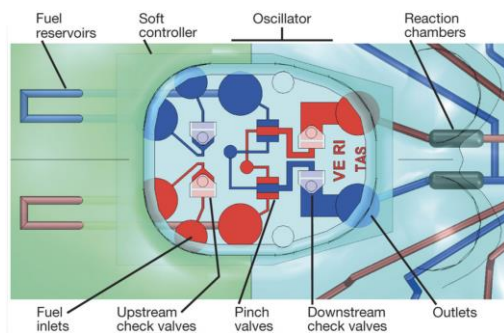 Fuel
reservoirs
Soft
controller
Oscillator
Reaction
chambers
VE RI
TAS
Fuel
inlets
Upstream
check valves
Pinch
valves
Downstream
check valves
Outlets